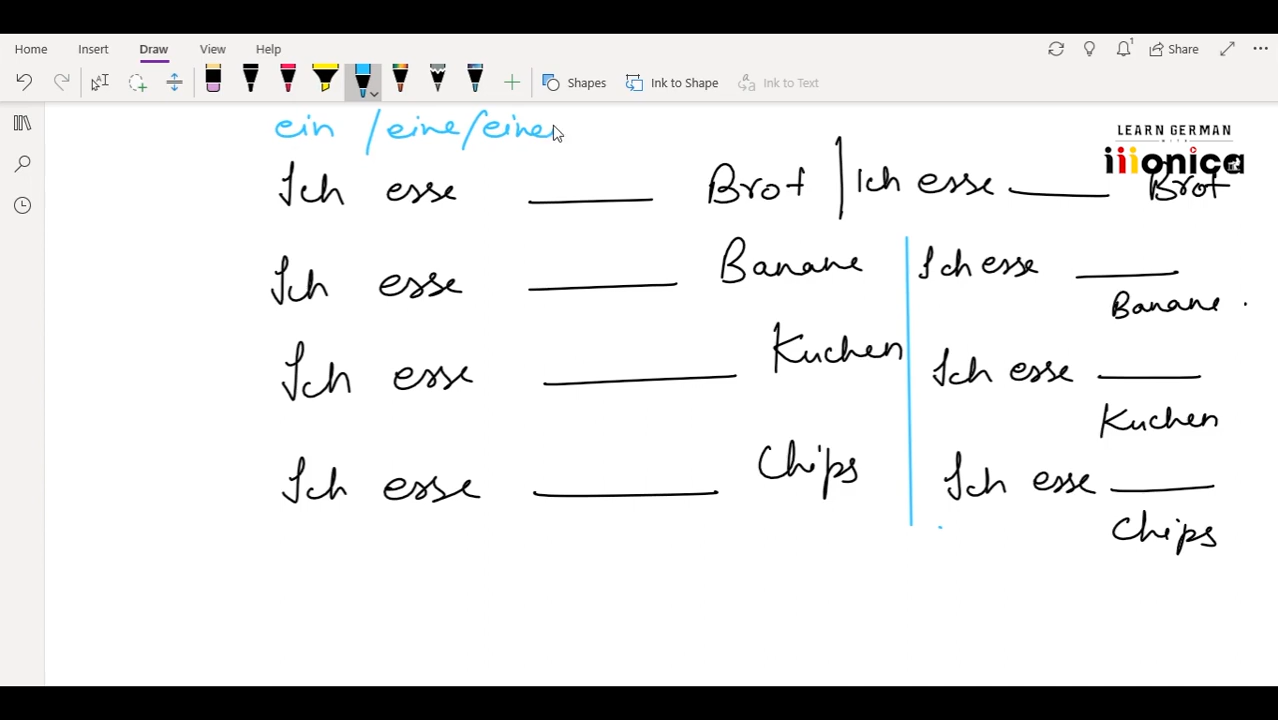 Home Insert Draw View Help
1 Share
Shapes Ink to Shape Ink to Text
LEARN GERMAN
iiionica
ein / eine / einen
Ich esse ____ Brot | Ich esse ____ Brot
Ich esse ____ Banane
Ich esse ____ Banane.
Ich esse ____ Kuchen
Ich esse ____ Kuchen
Ich esse ____ Chips
Ich esse ____ Chips